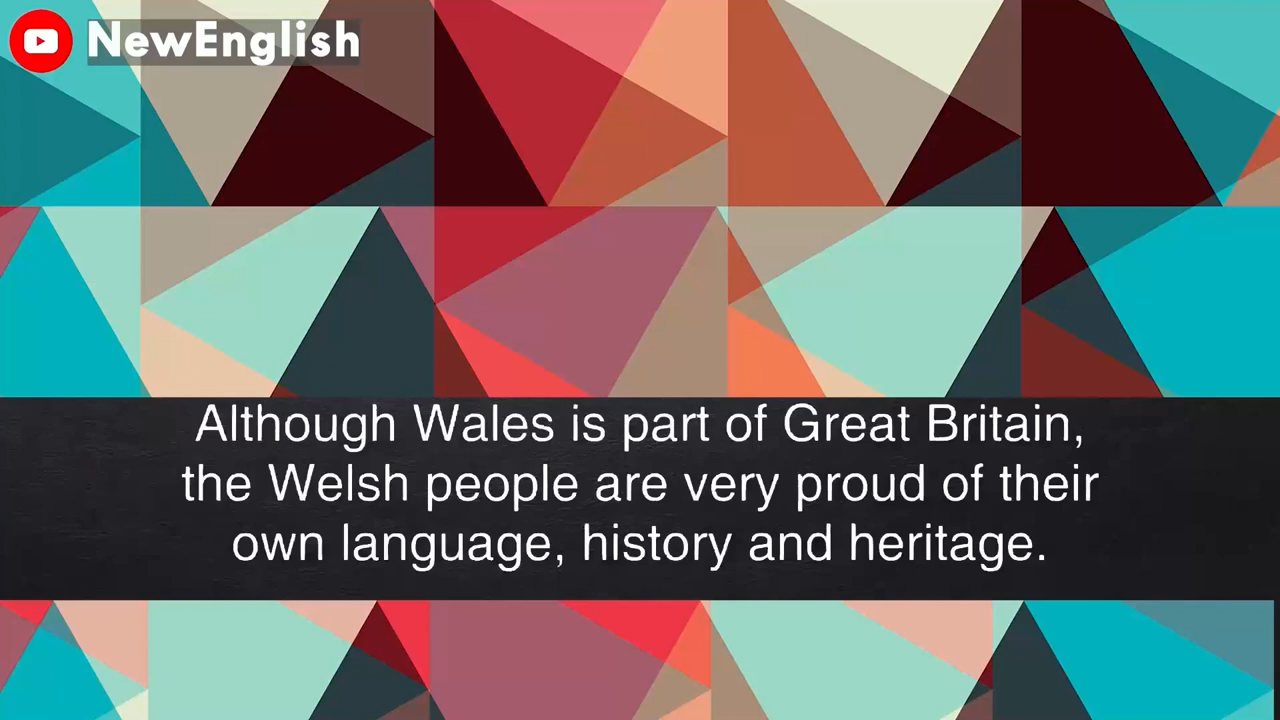 NewEnglish
Although Wales is part of Great Britain,
the Welsh people are very proud of their
own language, history and heritage.